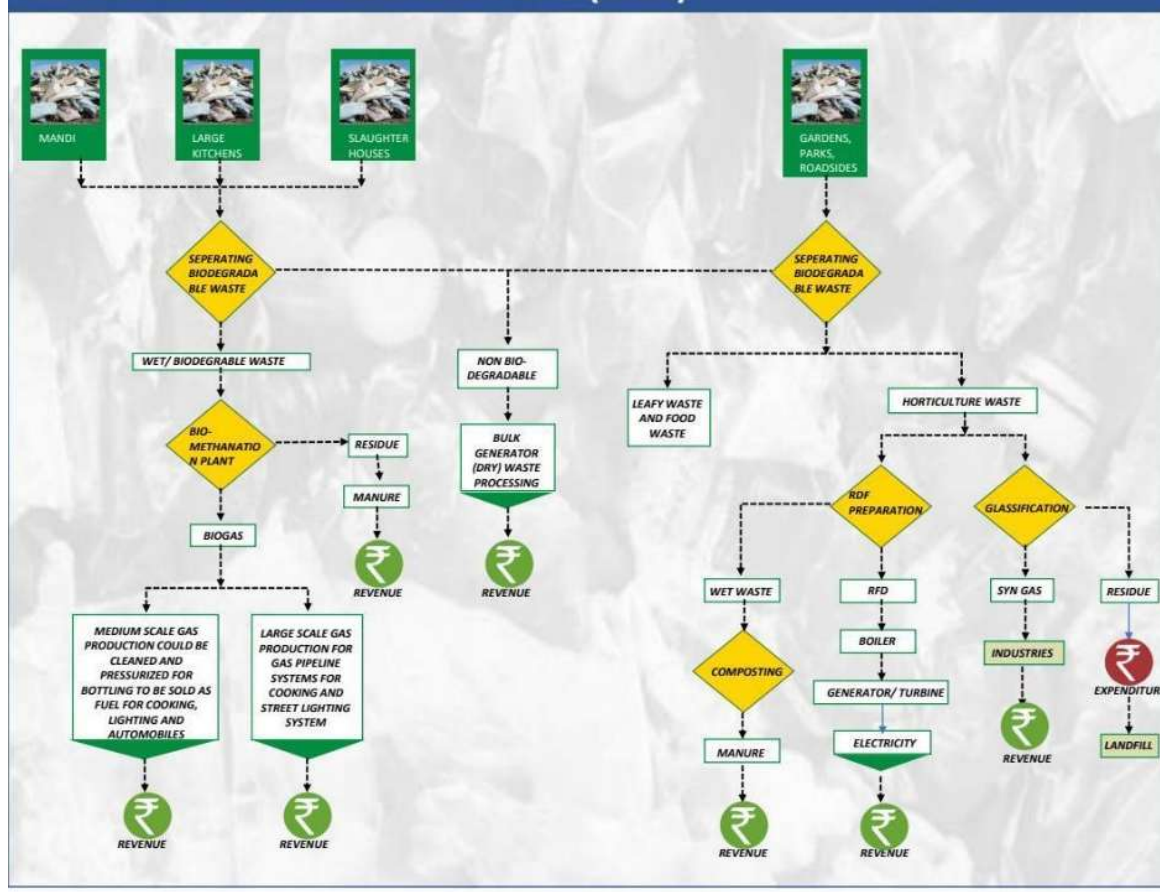 MANDI
LARGE
KITCHENS
SLAUGHTER
HOUSES
GARDENS,
PARKS,
ROADSIDES
SEPERATING
BIODEGRADA
BLE WASTE
SEPERATING
BIODEGRADA
BLE WASTE
WET/ BIODEGRABLE WASTE
NON BIO-
DEGRADABLE
LEAFY WASTE
AND FOOD
WASTE
HORTICULTURE WASTE
BIO-
METHANATIO
N PLANT
RESIDUE
MANURE
REVENUE
BULK
GENERATOR
(DRY) WASTE
PROCESSING
REVENUE
RDF
PREPARATION
GLASSIFICATION
BIOGAS
WET WASTE
RFD
SYN GAS
RESIDUE
MEDIUM SCALE GAS
PRODUCTION COULD BE
CLEANED AND
PRESSURIZED FOR
BOTTLING TO BE SOLD AS
FUEL FOR COOKING,
LIGHTING AND
AUTOMOBILES
REVENUE
LARGE SCALE GAS
PRODUCTION FOR
GAS PIPELINE
SYSTEMS FOR
COOKING AND
STREET LIGHTING
SYSTEM
REVENUE
COMPOSTING
MANURE
REVENUE
BOILER
GENERATOR/ TURBINE
ELECTRICITY
REVENUE
INDUSTRIES
REVENUE
EXPENDITUR
LANDFILL